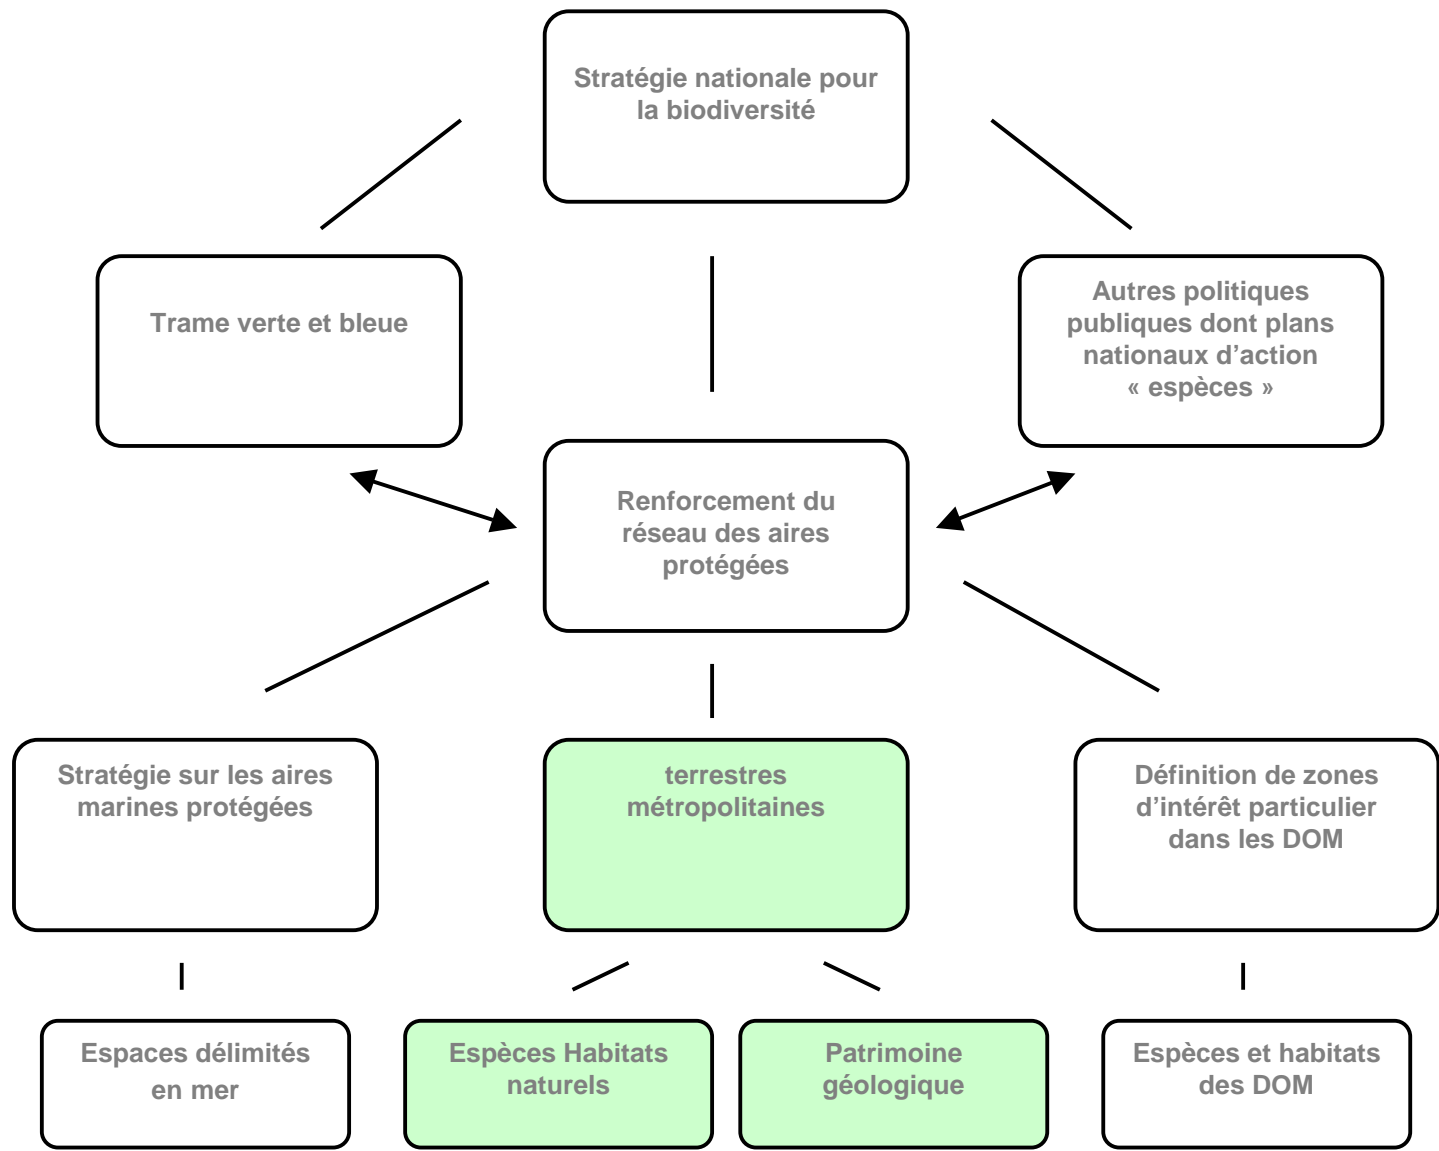 Stratégie nationale pour
la biodiversité
Trame verte et bleue
Autres politiques
publiques dont plans
nationaux d’action
« espèces »
Renforcement du
réseau des aires
protégées
Stratégie sur les aires
marines protégées
terrestres
métropolitaines
Définition de zones
d’intérêt particulier
dans les DOM
Espaces délimités
en mer
Espèces Habitats
naturels
Patrimoine
géologique
Espèces et habitats
des DOM